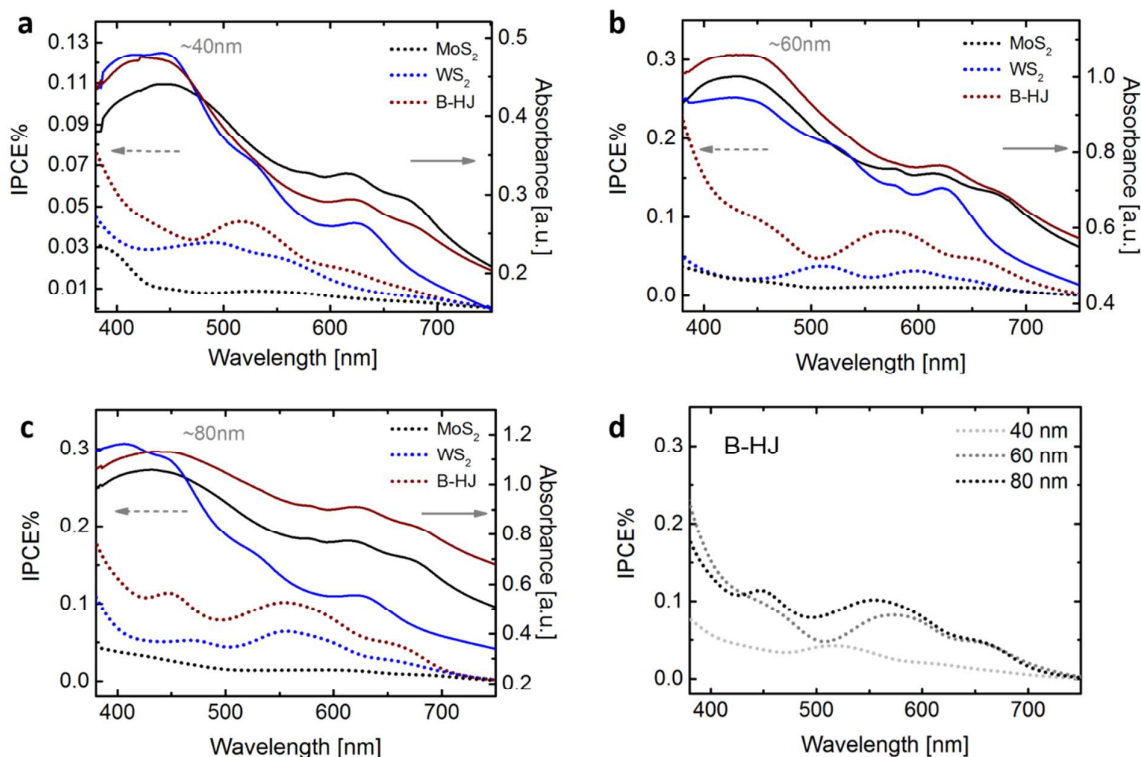 a
~40nm
MoS2
WS2
B-HJ
0.13
0.11
0.09
0.07
0.05
0.03
0.01
IPCE%
0.5
0.4
0.3
0.2
Absorbance [a.u.]
400 500 600 700
Wavelength [nm]
b
~60nm
MoS2
WS2
B-HJ
0.3
0.2
0.1
0.0
IPCE%
1.0
0.8
0.6
0.4
Absorbance [a.u.]
400 500 600 700
Wavelength [nm]
c
~80nm
MoS2
WS2
B-HJ
0.3
0.2
0.1
0.0
IPCE%
1.2
1.0
0.8
0.6
0.4
0.2
Absorbance [a.u.]
400 500 600 700
Wavelength [nm]
d
B-HJ
40 nm
60 nm
80 nm
0.3
0.2
0.1
0.0
IPCE%
400 500 600 700
Wavelength [nm]